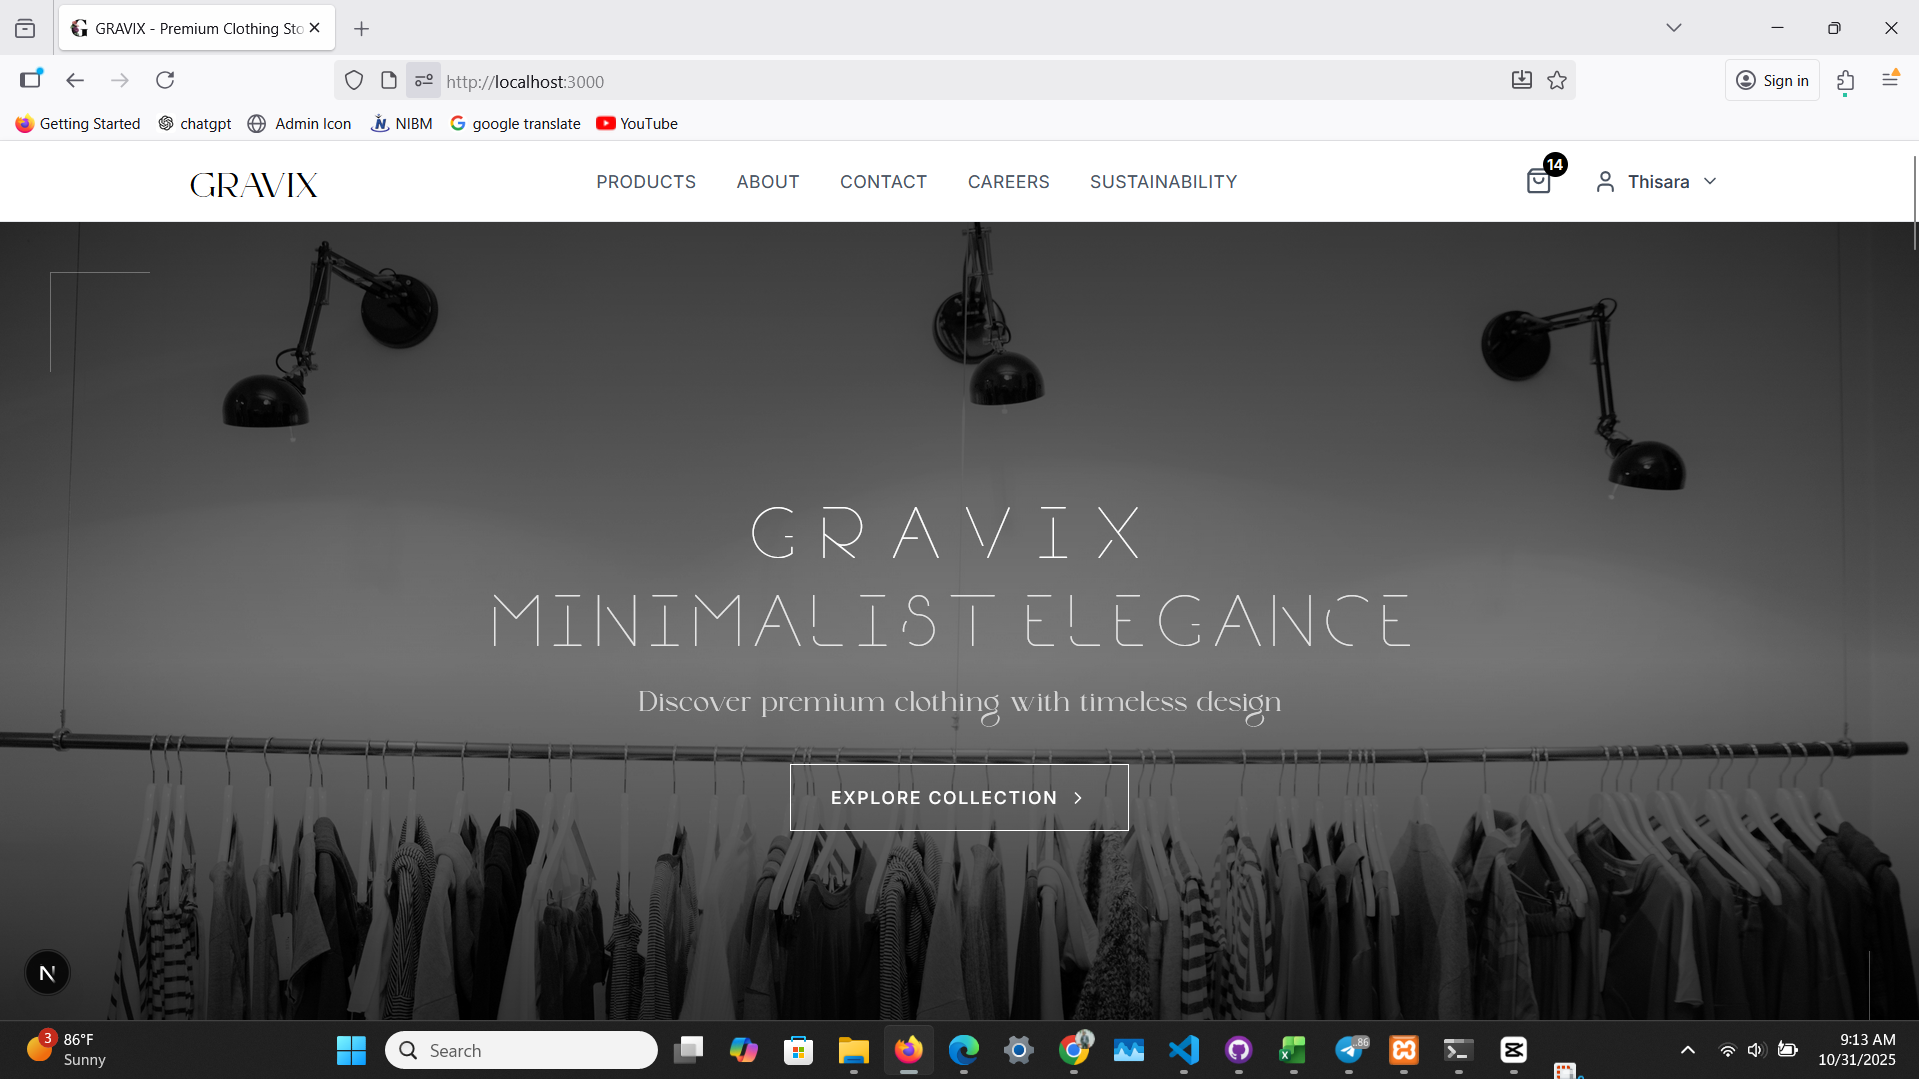 GRAVIX - Premium Clothing Sto
http://localhost:3000
Sign in
Getting Started
chatgpt
Admin Icon
NIBM
google translate
YouTube
GRAVIX
PRODUCTS
ABOUT
CONTACT
CAREERS
SUSTAINABILITY
14
Thisara
GRAVIX
MINIMALIST ELEGANCE
Discover premium clothing with timeless design
EXPLORE COLLECTION
N
3
86°F
Sunny
Search
86
9:13 AM
10/31/2025